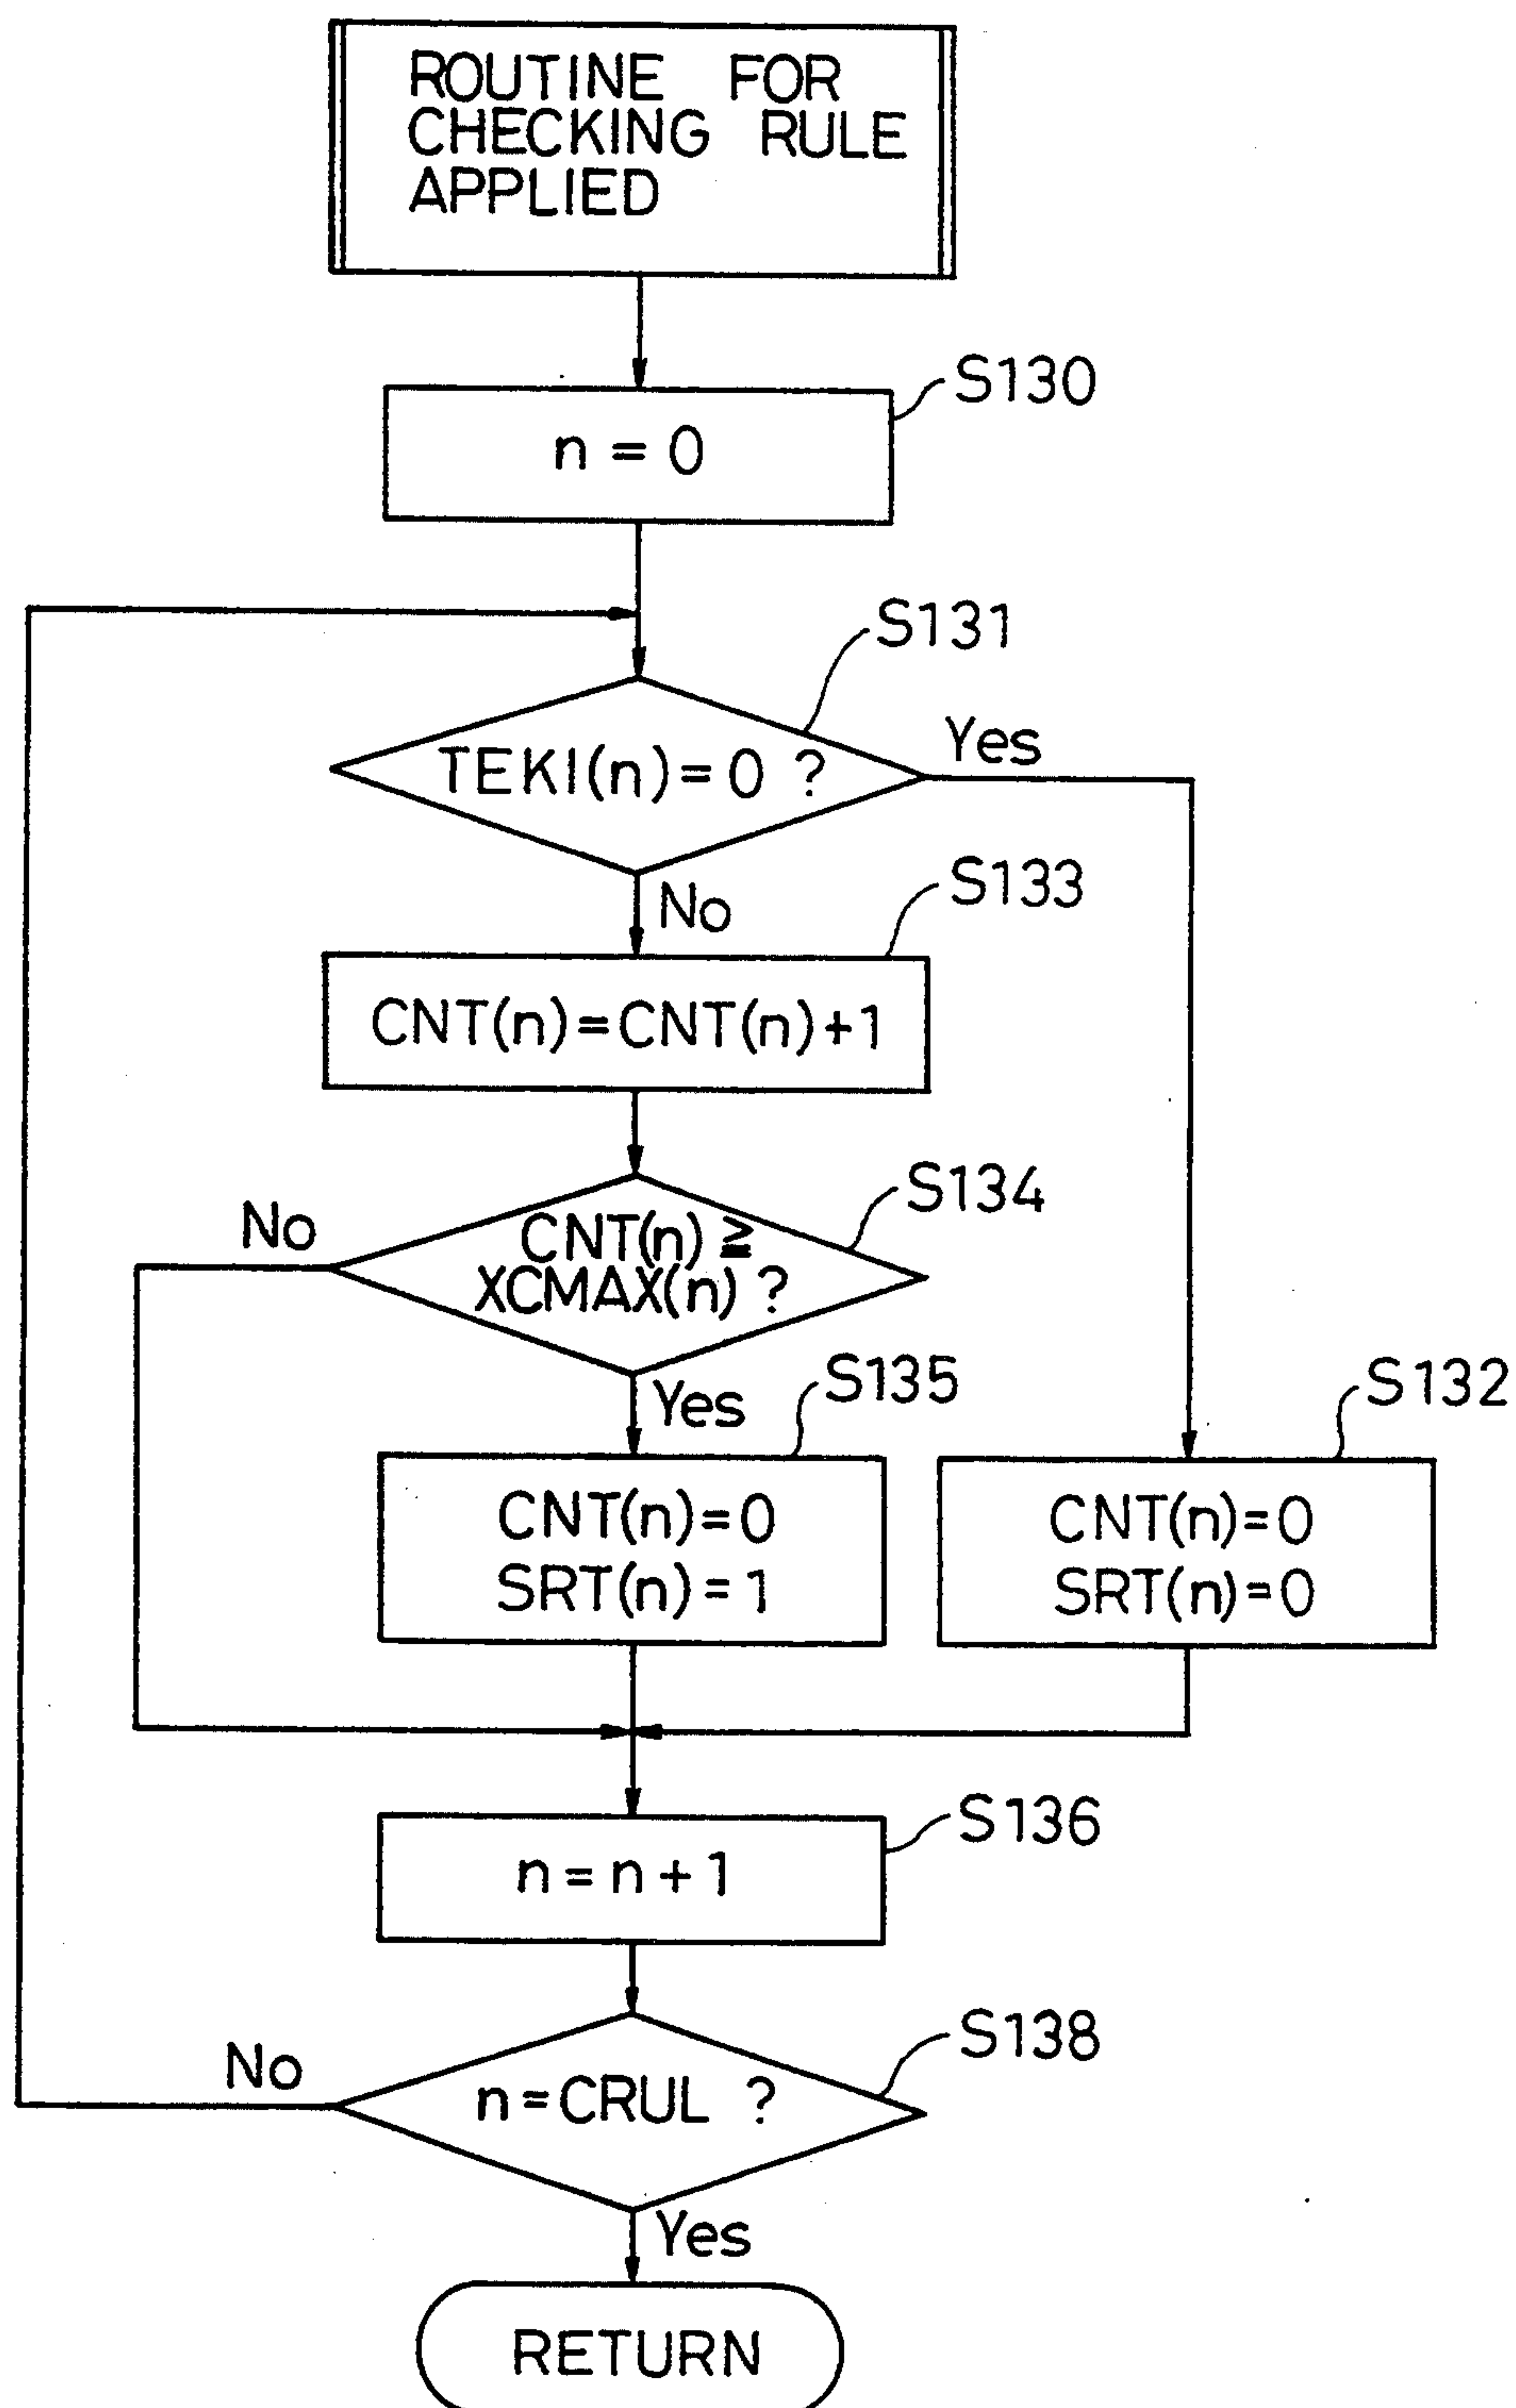 ROUTINE FOR
CHECKING RULE
APPLIED
S130
n = 0
S131
TEKI(n)=0 ?
Yes
No
S133
CNT(n)=CNT(n)+1
S134
No
CNT(n) ≧
XCMAX(n) ?
Yes
S135
S132
CNT(n)=0
SRT(n)=1
CNT(n)=0
SRT(n)=0
S136
n=n+1
S138
No
n=CRUL ?
Yes
RETURN